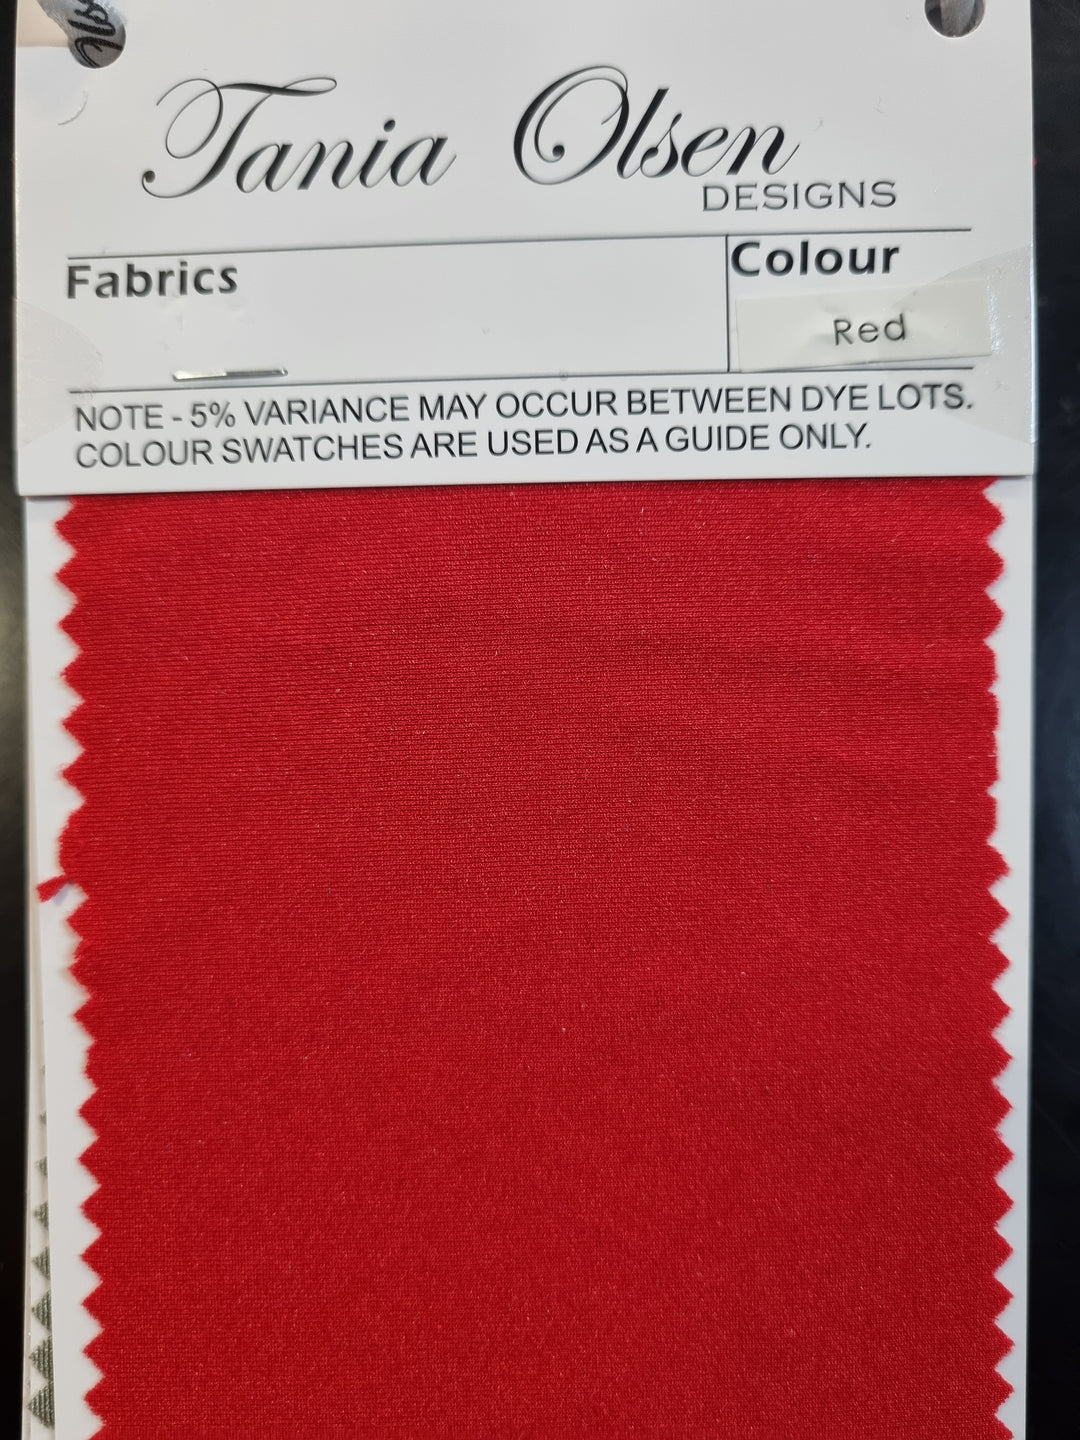 Tania Olsen
DESIGNS
Fabrics
Colour
Red
NOTE - 5% VARIANCE MAY OCCUR BETWEEN DYE LOTS.
COLOUR SWATCHES ARE USED AS A GUIDE ONLY.